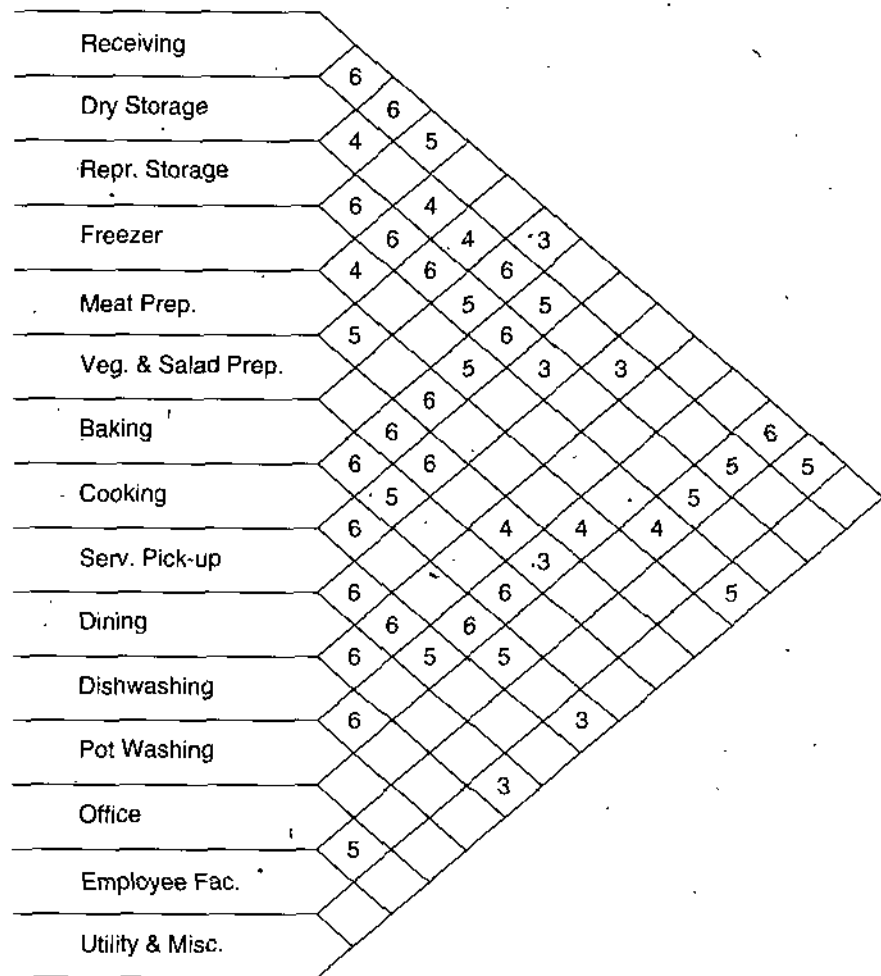 Receiving
6
Dry Storage 6
4 5
Repr. Storage
6 4
Freezer 6 4 3
4 6 6
Meat Prep. 5 5
5 6
Veg. & Salad Prep. 5 3 3
6
Baking 6 6
6 6 5 5
Cooking 5 5
6 4 4 4
Serv. Pick-up 3
6 6 5
Dining 6 6
6 5 5
Dishwashing
6 3
Pot Washing
3
Office
5
Employee Fac.
Utility & Misc.